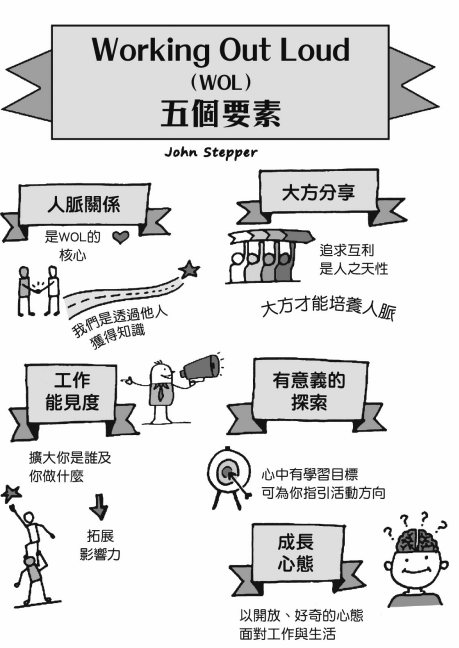 Working Out Loud
(WOL)
五個要素
John Stepper
人脈關係
是WOL的
核心
我們是透過他人
獲得知識
大方分享
追求互利
是人之天性
大方才能培養人脈
工作
能見度
擴大你是誰及
你做什麼
拓展
影響力
有意義的
探索
心中有學習目標
可為你指引活動方向
成長
心態
? ? ? ?
以開放、好奇的心態
面對工作與生活